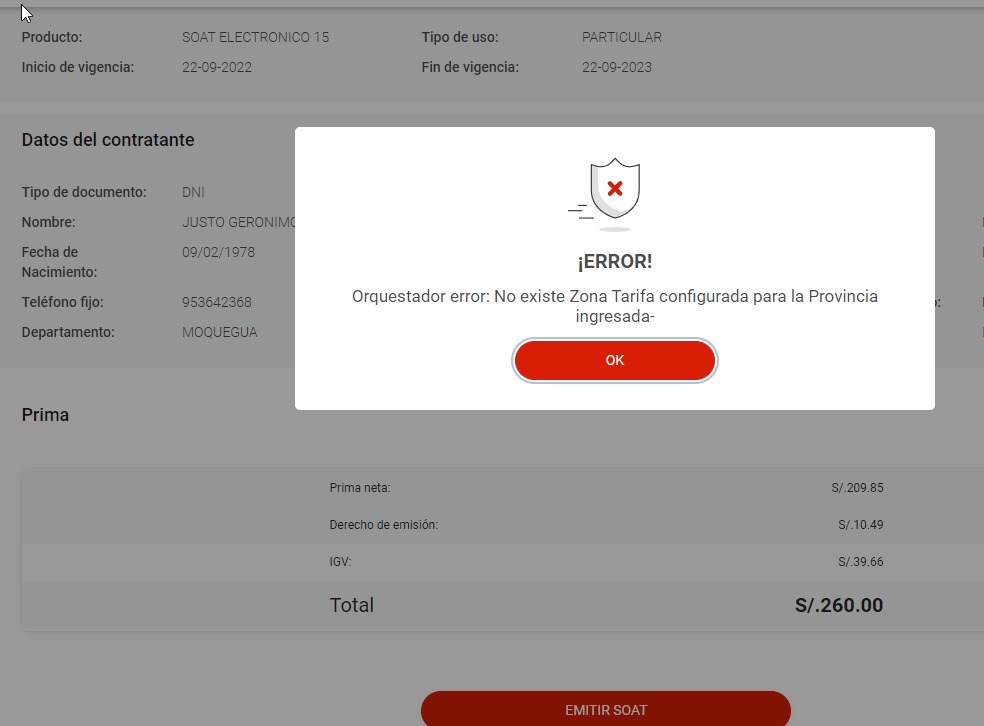 Producto: SOAT ELECTRONICO 15 Tipo de uso: PARTICULAR
Inicio de vigencia: 22-09-2022 Fin de vigencia: 22-09-2023
Datos del contratante
Tipo de documento: DNI
Nombre: JUSTO GERONIMO
Fecha de
Nacimiento:
09/02/1978
Teléfono fijo: 953642368
Departamento: MOQUEGUA
¡ERROR!
Orquestador error: No existe Zona Tarifa configurada para la Provincia
ingresada-
OK
Prima
Prima neta: S/.209.85
Derecho de emisión: S/.10.49
IGV: S/.39.66
Total S/.260.00
EMITIR SOAT